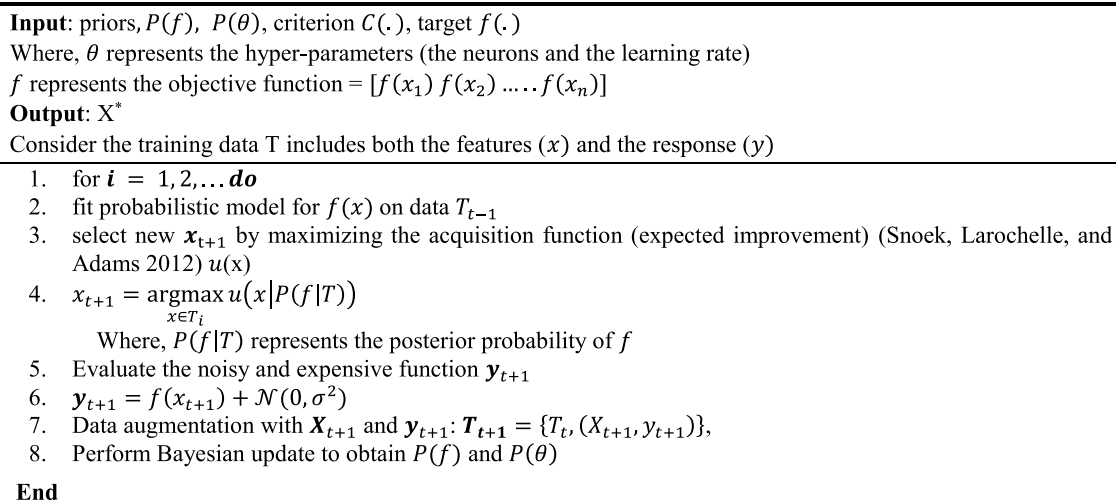 Input: priors, P(f), P(θ), criterion C(.), target f(.)
Where, θ represents the hyper-parameters (the neurons and the learning rate)
f represents the objective function = [f(x₁) f(x₂) ..... f(xₙ)]
Output: X*
Consider the training data T includes both the features (x) and the response (y)
1. for i = 1, 2, ... do
2. fit probabilistic model for f(x) on data Tₜ₋₁
3. select new xₜ₊₁ by maximizing the acquisition function (expected improvement) (Snoek, Larochelle, and
Adams 2012) u(x)
4. xₜ₊₁ = argmax u(x|P(f|T))
x∈Tᵢ
Where, P(f|T) represents the posterior probability of f
5. Evaluate the noisy and expensive function yₜ₊₁
6. yₜ₊₁ = f(xₜ₊₁) + 𝒩(0, σ²)
7. Data augmentation with Xₜ₊₁ and yₜ₊₁: Tₜ₊₁ = {Tₜ, (Xₜ₊₁, yₜ₊₁)},
8. Perform Bayesian update to obtain P(f) and P(θ)
End